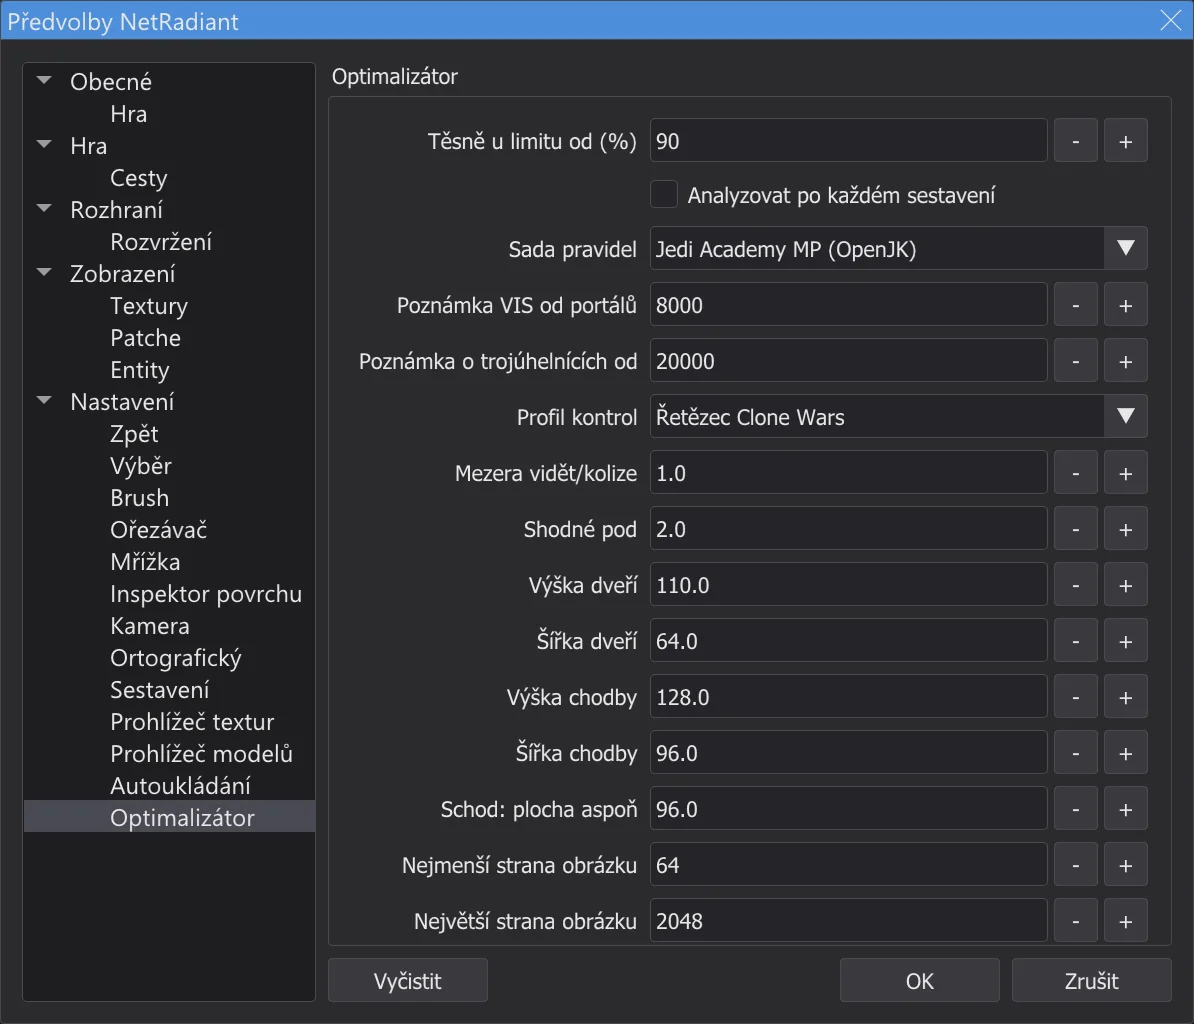 Předvolby NetRadiant
Obecné
Hra
Hra
Cesty
Rozhraní
Rozvržení
Zobrazení
Textury
Patche
Entity
Nastavení
Zpět
Výběr
Brush
Ořezávač
Mřížka
Inspektor povrchu
Kamera
Ortografický
Sestavení
Prohlížeč textur
Prohlížeč modelů
Autoukládání
Optimalizátor
Optimalizátor
Těsně u limitu od (%) 90 - +
Analyzovat po každém sestavení
Sada pravidel Jedi Academy MP (OpenJK)
Poznámka VIS od portálů 8000 - +
Poznámka o trojúhelnících od 20000 - +
Profil kontrol Řetězec Clone Wars
Mezera vidět/kolize 1.0 - +
Shodné pod 2.0 - +
Výška dveří 110.0 - +
Šířka dveří 64.0 - +
Výška chodby 128.0 - +
Šířka chodby 96.0 - +
Schod: plocha aspoň 96.0 - +
Nejmenší strana obrázku 64 - +
Největší strana obrázku 2048 - +
Vyčistit OK Zrušit